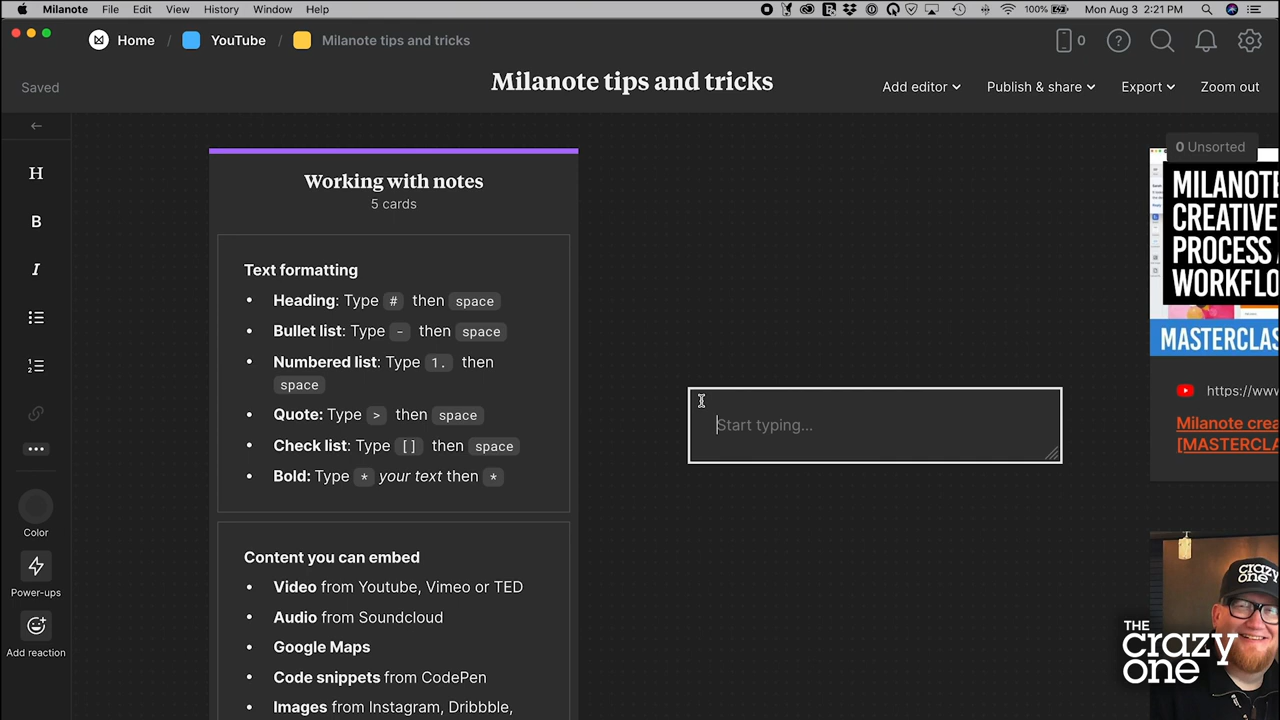 Milanote File Edit View History Window Help 100% Mon Aug 3 2:21 PM
Home / YouTube / Milanote tips and tricks 0
Saved
Milanote tips and tricks
Add editor Publish & share Export Zoom out
0 Unsorted
H
B
I
Color
Power-ups
Add reaction
Working with notes
5 cards
Text formatting
• Heading: Type # then space
• Bullet list: Type - then space
• Numbered list: Type 1. then
space
• Quote: Type > then space
• Check list: Type [] then space
• Bold: Type * your text then *
Content you can embed
• Video from Youtube, Vimeo or TED
• Audio from Soundcloud
• Google Maps
• Code snippets from CodePen
• Images from Instagram, Dribbble,
Start typing...
MILANOTE
CREATIVE
PROCESS
WORKFLO
MASTERCLAS
https://www
Milanote crea
[MASTERCLA
crazy
one
THE
crazy
one